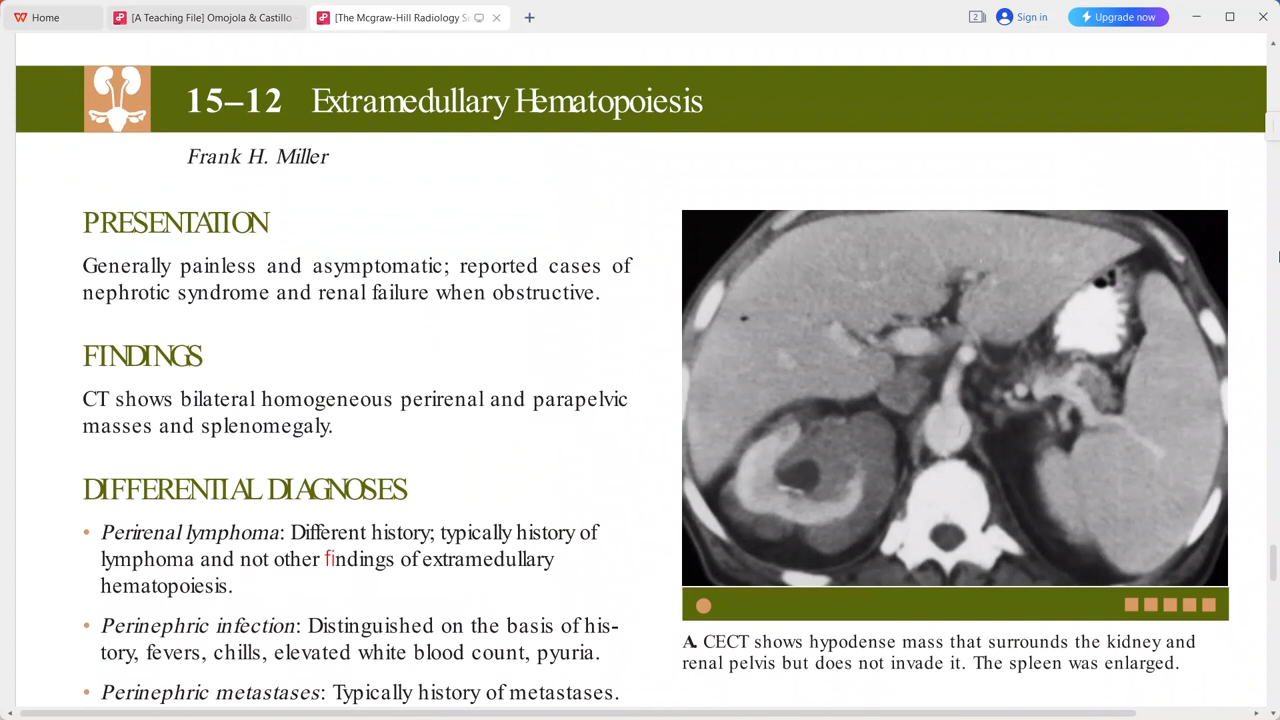 Home
[A Teaching File] Omojola & Castillo
[The Mcgraw-Hill Radiology Se
2
Sign in
Upgrade now
15–12 Extramedullary Hematopoiesis
Frank H. Miller
PRESENTATION
Generally painless and asymptomatic; reported cases of
nephrotic syndrome and renal failure when obstructive.
FINDINGS
CT shows bilateral homogeneous perirenal and parapelvic
masses and splenomegaly.
DIFFERENTIAL DIAGNOSES
• Perirenal lymphoma: Different history; typically history of
lymphoma and not other findings of extramedullary
hematopoiesis.
• Perinephric infection: Distinguished on the basis of his-
tory, fevers, chills, elevated white blood count, pyuria.
• Perinephric metastases: Typically history of metastases.
A. CECT shows hypodense mass that surrounds the kidney and
renal pelvis but does not invade it. The spleen was enlarged.